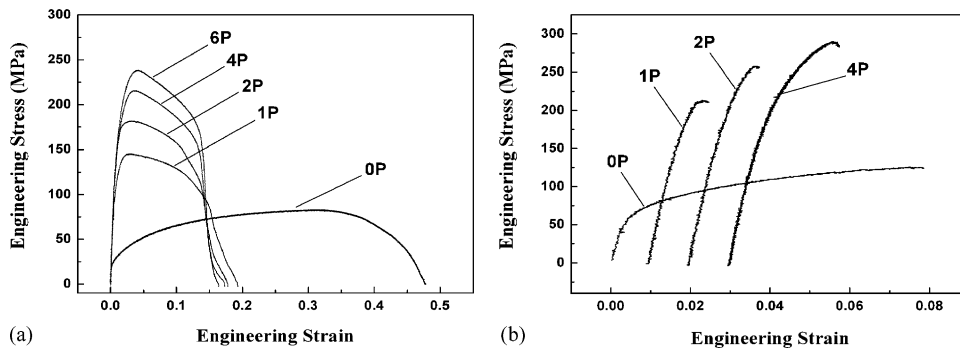 300
250
200
150
100
50
0
Engineering Stress (MPa)
6P
4P
2P
1P
0P
0.0 0.1 0.2 0.3 0.4 0.5
Engineering Strain
(a)
300
250
200
150
100
50
0
Engineering Stress (MPa)
2P
1P
4P
0P
0.00 0.02 0.04 0.06 0.08
Engineering Strain
(b)